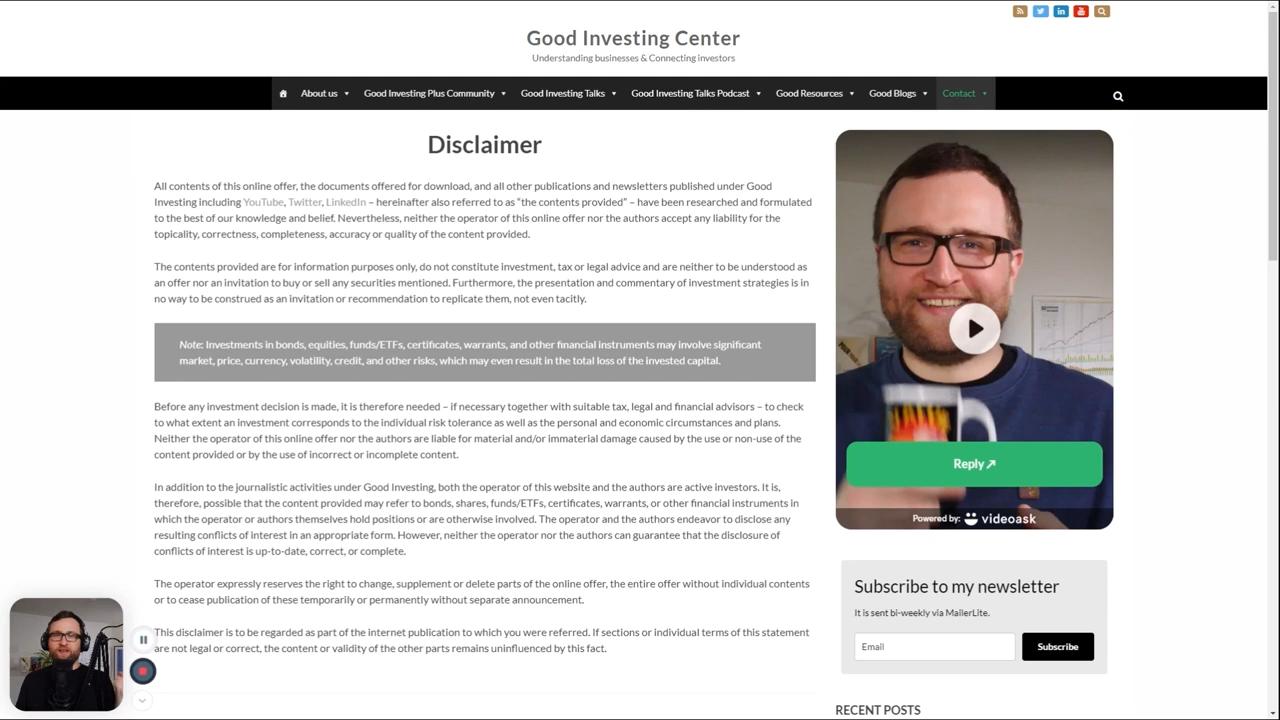 Good Investing Center
Understanding businesses & Connecting investors
About us
Good Investing Plus Community
Good Investing Talks
Good Investing Talks Podcast
Good Resources
Good Blogs
Contact
Disclaimer
All contents of this online offer, the documents offered for download, and all other publications and newsletters published under Good
Investing including YouTube, Twitter, LinkedIn – hereinafter also referred to as “the contents provided” – have been researched and formulated
to the best of our knowledge and belief. Nevertheless, neither the operator of this online offer nor the authors accept any liability for the
topicality, correctness, completeness, accuracy or quality of the content provided.
The contents provided are for information purposes only, do not constitute investment, tax or legal advice and are neither to be understood as
an offer nor an invitation to buy or sell any securities mentioned. Furthermore, the presentation and commentary of investment strategies is in
no way to be construed as an invitation or recommendation to replicate them, not even tacitly.
Note: Investments in bonds, equities, funds/ETFs, certificates, warrants, and other financial instruments may involve significant
market, price, currency, volatility, credit, and other risks, which may even result in the total loss of the invested capital.
Before any investment decision is made, it is therefore needed – if necessary together with suitable tax, legal and financial advisors – to check
to what extent an investment corresponds to the individual risk tolerance as well as the personal and economic circumstances and plans.
Neither the operator of this online offer nor the authors are liable for material and/or immaterial damage caused by the use or non-use of the
content provided or by the use of incorrect or incomplete content.
In addition to the journalistic activities under Good Investing, both the operator of this website and the authors are active investors. It is,
therefore, possible that the content provided may refer to bonds, shares, funds/ETFs, certificates, warrants, or other financial instruments in
which the operator or authors themselves hold positions or are otherwise involved. The operator and the authors endeavor to disclose any
resulting conflicts of interest in an appropriate form. However, neither the operator nor the authors can guarantee that the disclosure of
conflicts of interest is up-to-date, correct, or complete.
The operator expressly reserves the right to change, supplement or delete parts of the online offer, the entire offer without individual contents
or to cease publication of these temporarily or permanently without separate announcement.
This disclaimer is to be regarded as part of the internet publication to which you were referred. If sections or individual terms of this statement
are not legal or correct, the content or validity of the other parts remains uninfluenced by this fact.
Reply
Powered by: videoask
Subscribe to my newsletter
It is sent bi-weekly via MailerLite.
Email
Subscribe
RECENT POSTS